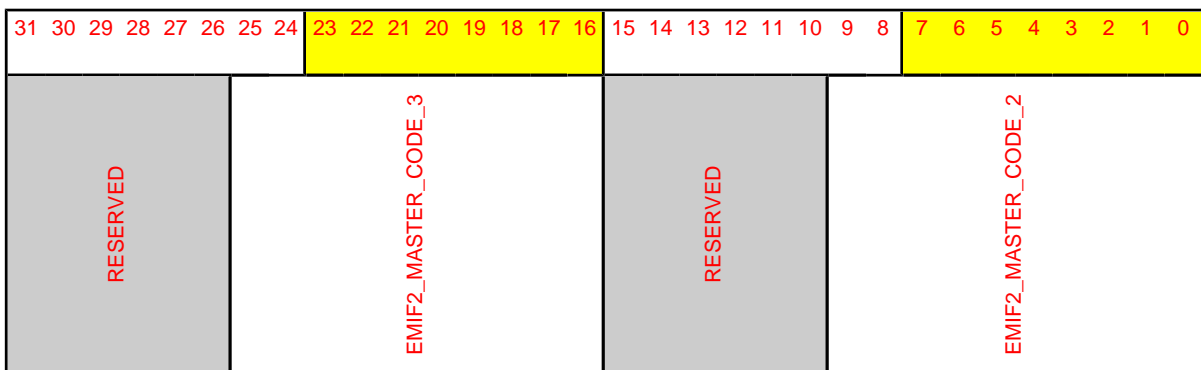 31 30 29 28 27 26 25 24 23 22 21 20 19 18 17 16 15 14 13 12 11 10 9 8 7 6 5 4 3 2 1 0
RESERVED
EMIF2_MASTER_CODE_3
RESERVED
EMIF2_MASTER_CODE_2